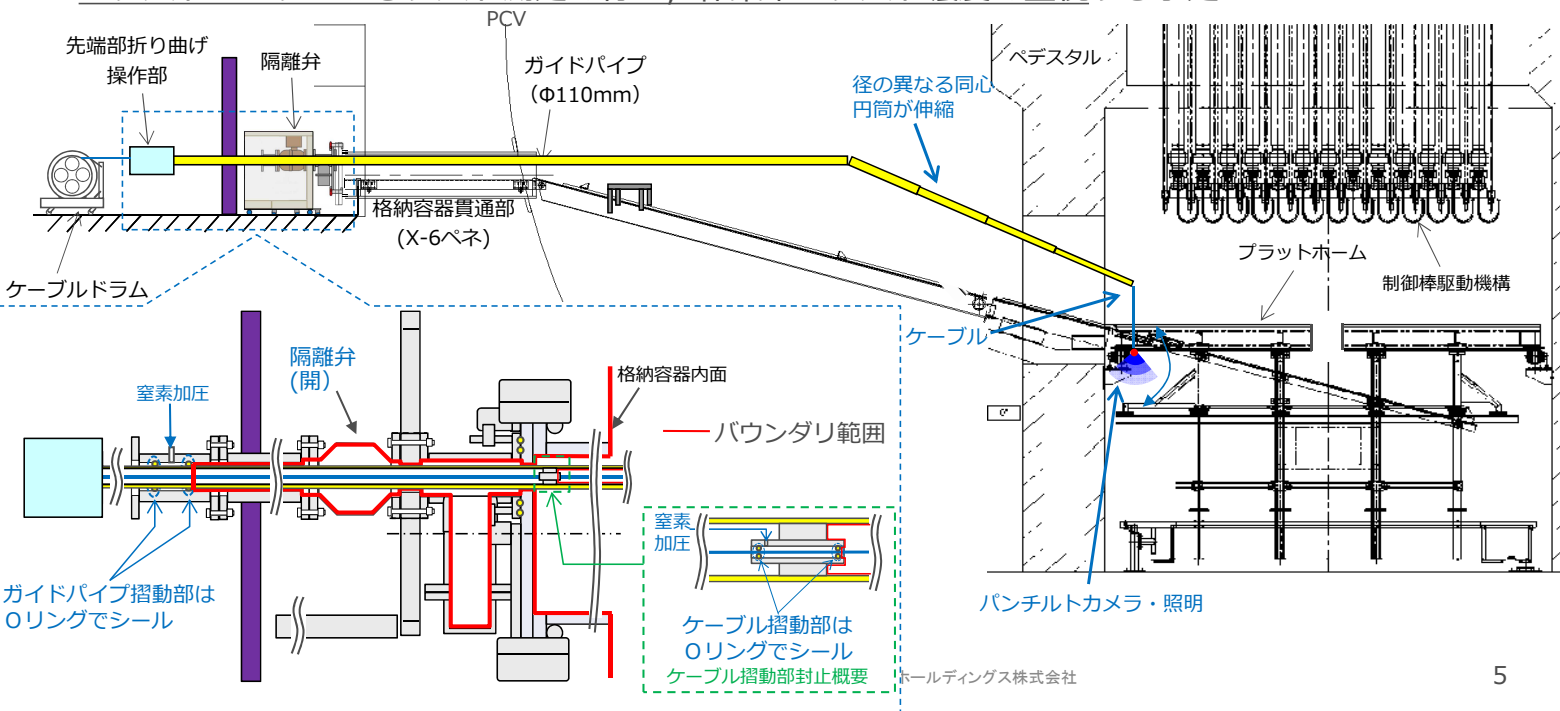 PCV
先端部折り曲げ
操作部
隔離弁
ガイドパイプ
（Φ110mm）
径の異なる同心
円筒が伸縮
ペデスタル
格納容器貫通部
(X-6ペネ)
ケーブルドラム
プラットホーム
制御棒駆動機構
ケーブル
隔離弁
(開)
格納容器内面
窒素加圧
バウンダリ範囲
窒素
加圧
ガイドパイプ摺動部は
Oリングでシール
ケーブル摺動部は
Oリングでシール
ケーブル摺動部封止概要
パンチルトカメラ・照明
ホールディングス株式会社
5